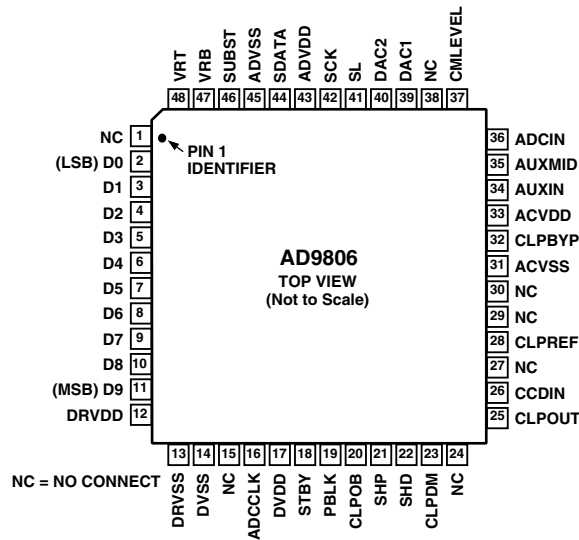 VRT VRB SUBST ADVSS SDATA ADVDD SCK SL DAC2 DAC1 NC CMLEVEL
48 47 46 45 44 43 42 41 40 39 38 37
NC 1
(LSB) D0 2
D1 3
D2 4
D3 5
D4 6
D5 7
D6 8
D7 9
D8 10
(MSB) D9 11
DRVDD 12
PIN 1
IDENTIFIER
AD9806
TOP VIEW
(Not to Scale)
36 ADCIN
35 AUXMID
34 AUXIN
33 ACVDD
32 CLPBYP
31 ACVSS
30 NC
29 NC
28 CLPREF
27 NC
26 CCDIN
25 CLPOUT
13 14 15 16 17 18 19 20 21 22 23 24
DRVSS DVSS NC ADCCLK DVDD STBY PBLK CLPOB SHP SHD CLPDM NC
NC = NO CONNECT